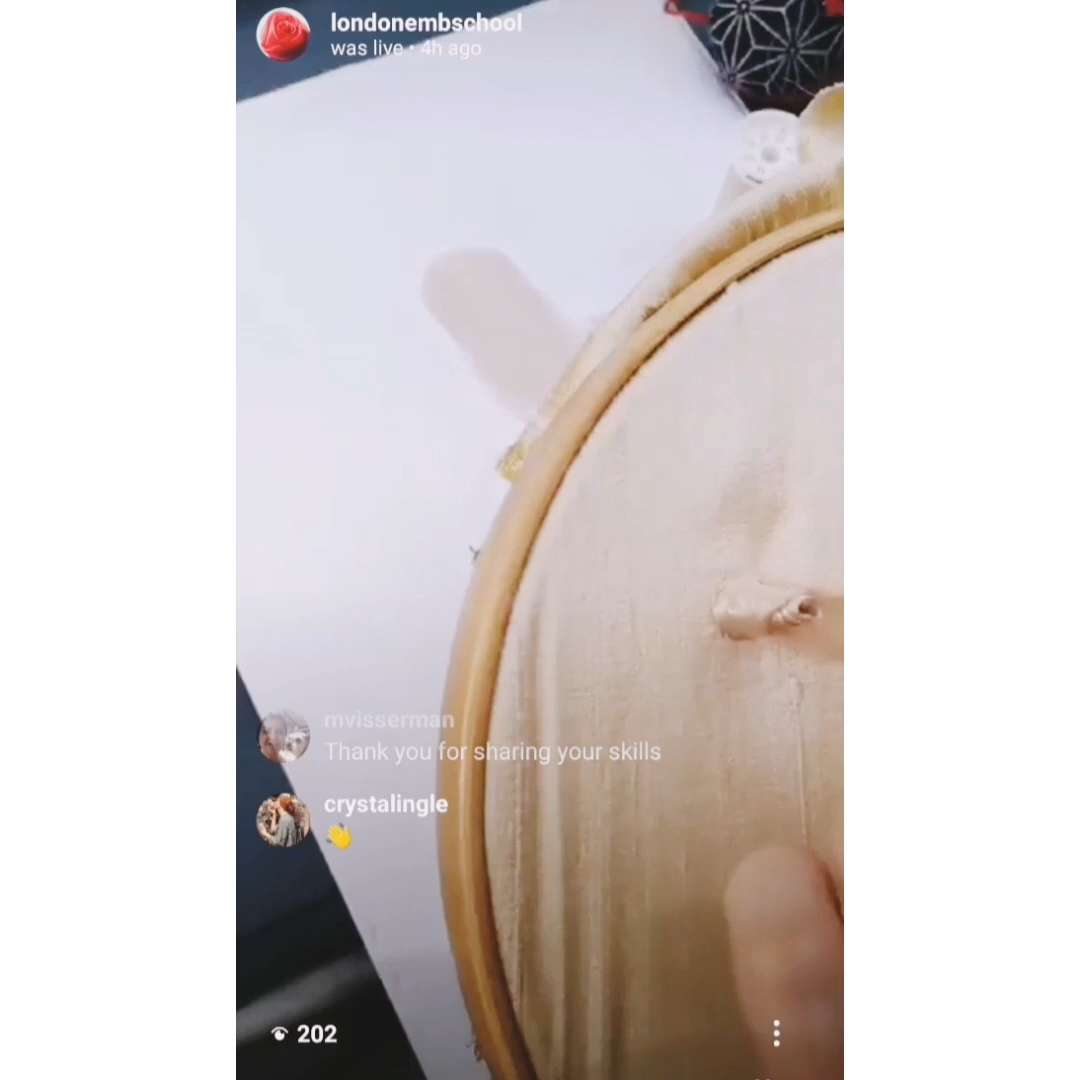 londonembschool
was live • 4h ago
mvisserman
Thank you for sharing your skills
crystalingle
👏
202